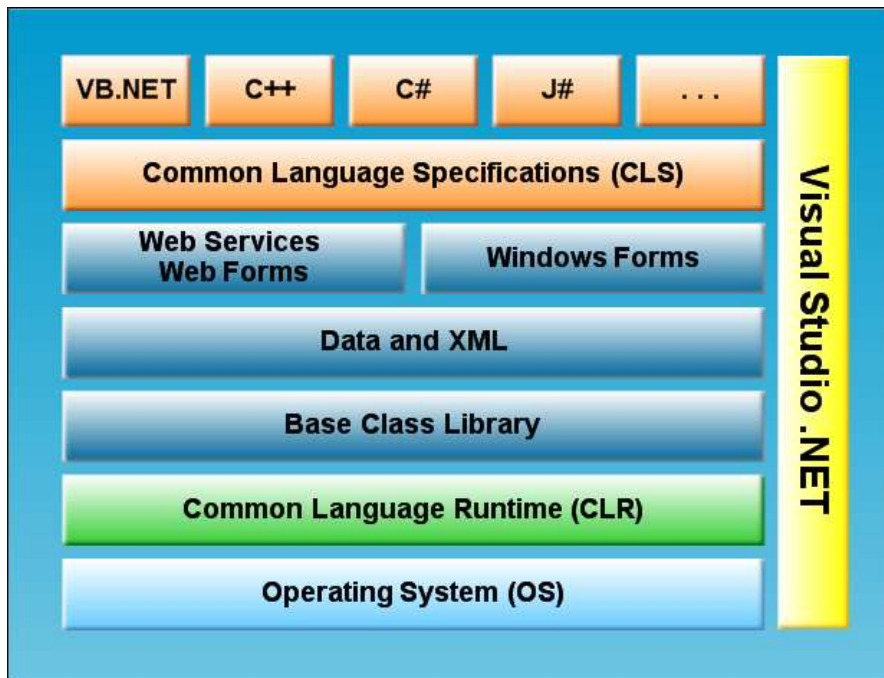 VB.NET
C++
C#
J#
. . .
Common Language Specifications (CLS)
Web Services
Web Forms
Windows Forms
Data and XML
Base Class Library
Common Language Runtime (CLR)
Operating System (OS)
Visual Studio .NET